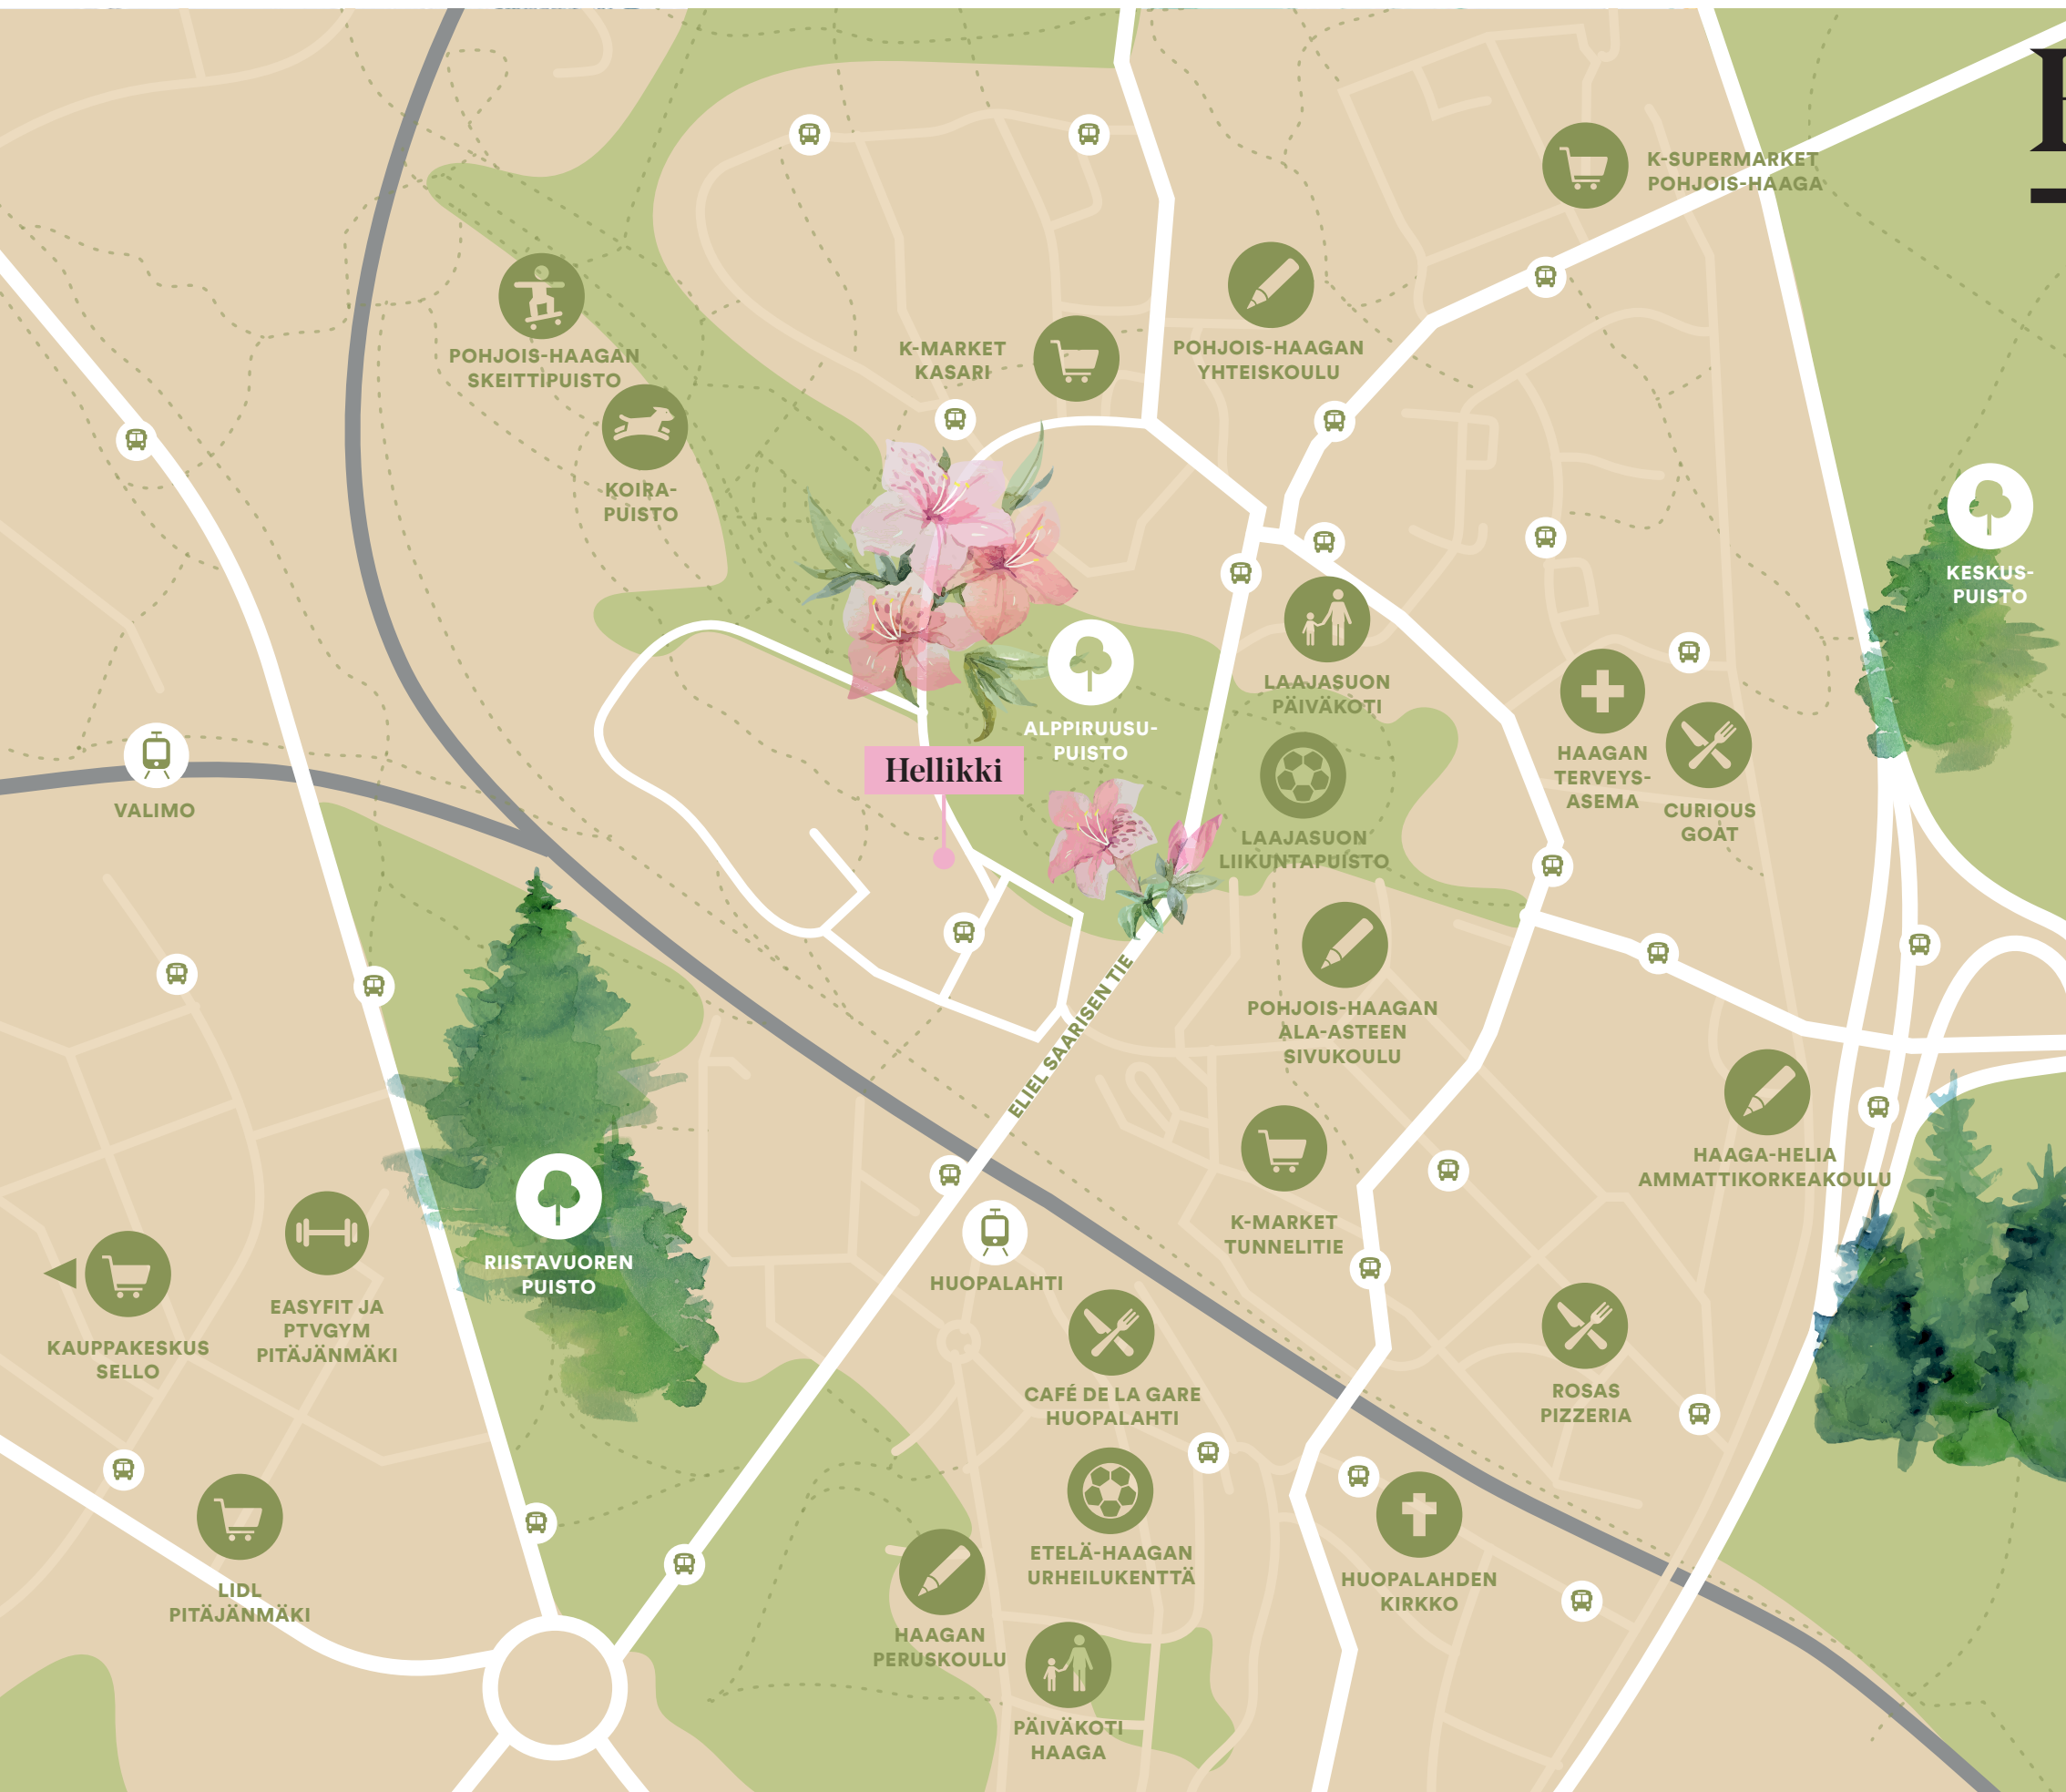 K-SUPERMARKET
POHJOIS-HAAGA
POHJOIS-HAAGAN
SKEITTIPUISTO
K-MARKET
KASARI
POHJOIS-HAAGAN
YHTEISKOULU
KOIRA-
PUISTO
KESKUS-
PUISTO
LAAJASUON
PÄIVÄKOTI
ALPPIRUUSU-
PUISTO
Hellikki
HAAGAN
TERVEYS-
ASEMA
CURIOUS
GOAT
VALIMO
LAAJASUON
LIIKUNTAPUISTO
ELIEL SAARISEN TIE
POHJOIS-HAAGAN
ALA-ASTEEN
SIVUKOULU
HAAGA-HELIA
AMMATTIKORKEAKOULU
K-MARKET
TUNNELITIE
RIISTAVUOREN
PUISTO
HUOPALAHTI
KAUPPAKESKUS
SELLO
EASYFIT JA
PTVGYM
PITÄJÄNMÄKI
CAFÉ DE LA GARE
HUOPALAHTI
ROSAS
PIZZERIA
ETELÄ-HAAGAN
URHEILUKENTTÄ
HUOPALAHDEN
KIRKKO
LIDL
PITÄJÄNMÄKI
HAAGAN
PERUSKOULU
PÄIVÄKOTI
HAAGA